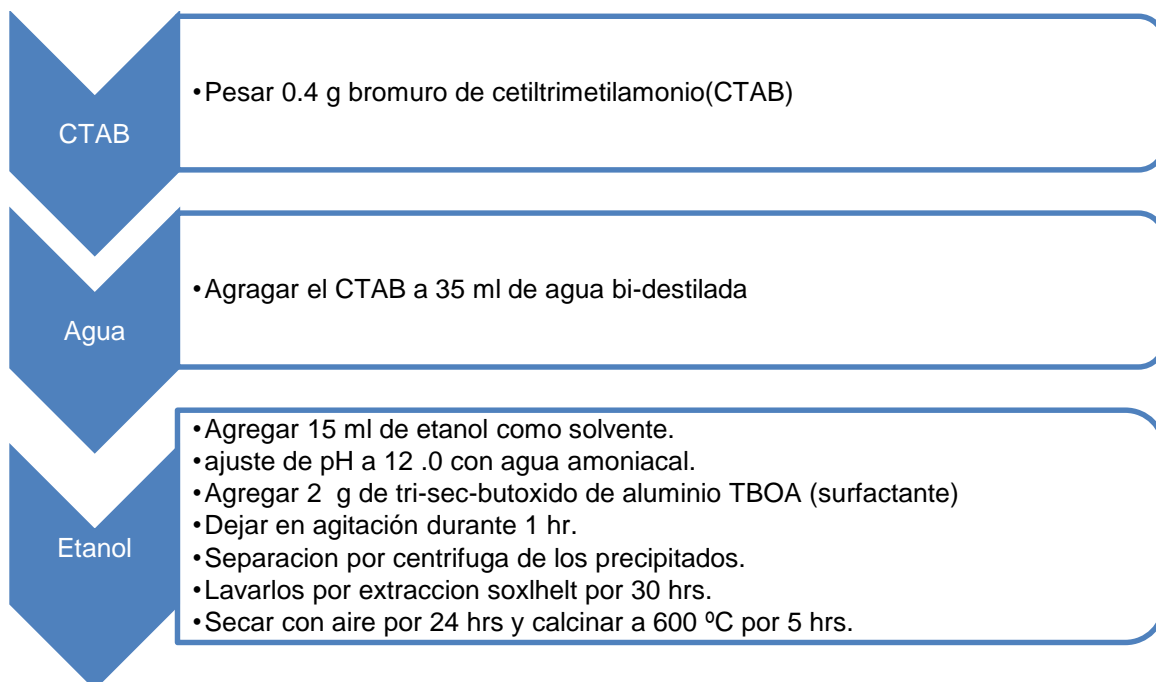 CTAB
•Pesar 0.4 g bromuro de cetiltrimetilamonio(CTAB)
Agua
•Agragar el CTAB a 35 ml de agua bi-destilada
Etanol
•Agregar 15 ml de etanol como solvente.
•ajuste de pH a 12 .0 con agua amoniacal.
•Agregar 2 g de tri-sec-butoxido de aluminio TBOA (surfactante)
•Dejar en agitación durante 1 hr.
•Separacion por centrifuga de los precipitados.
•Lavarlos por extraccion soxlhelt por 30 hrs.
•Secar con aire por 24 hrs y calcinar a 600 ºC por 5 hrs.